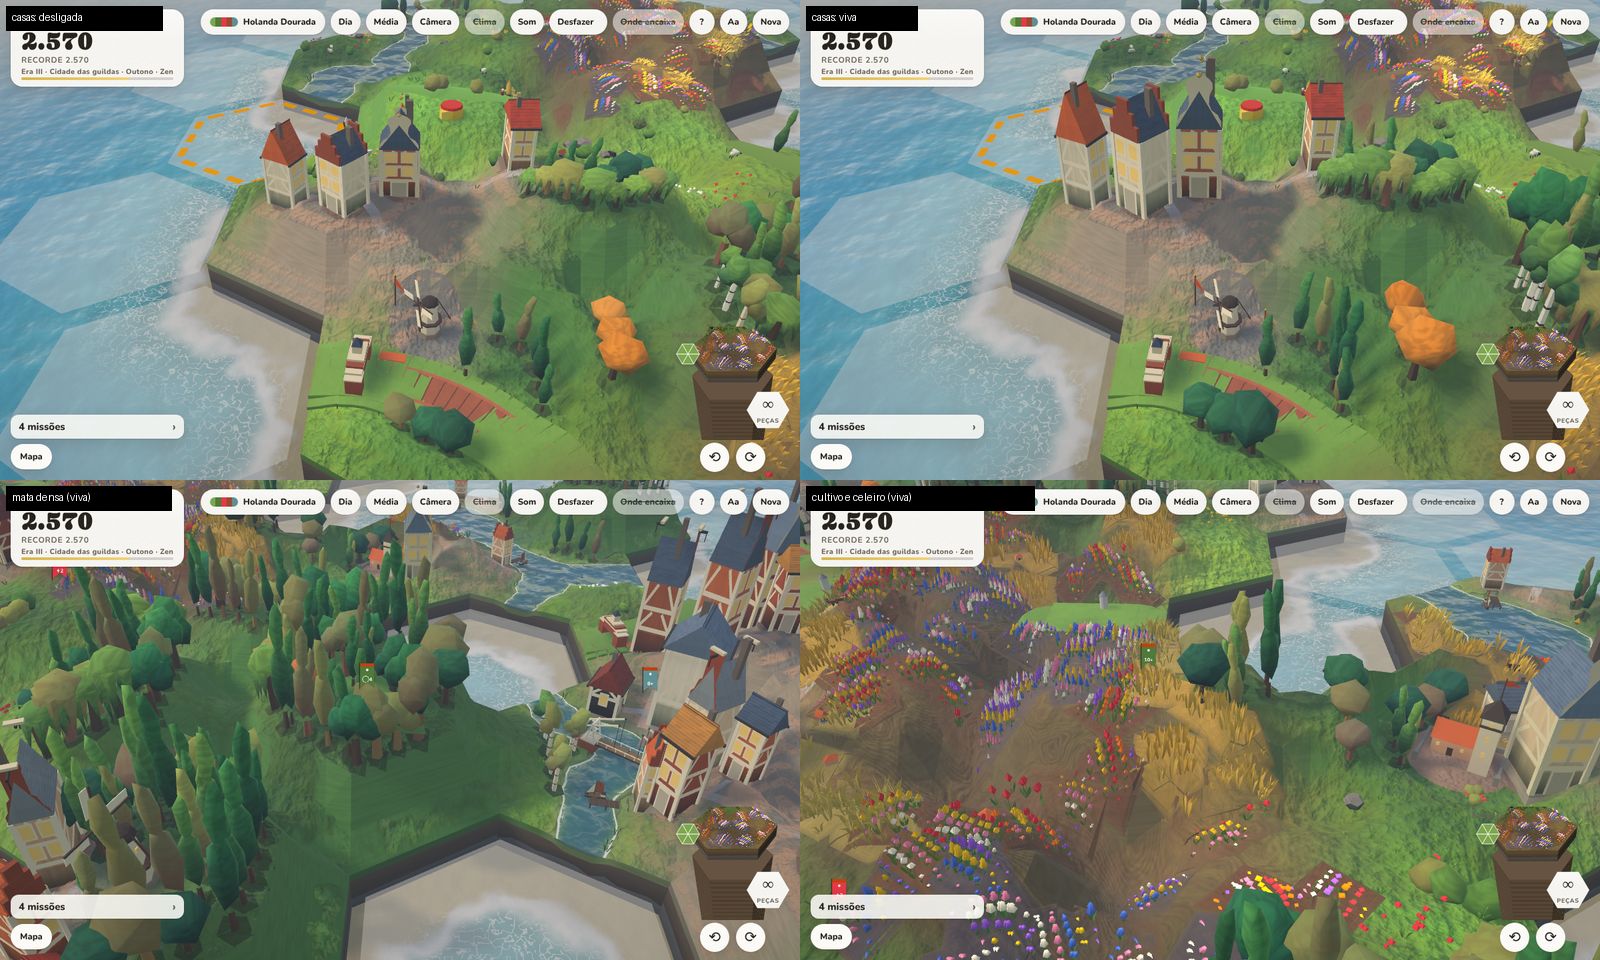 casas: desligada
2.570
RECORDE 2.570
Era III · Cidade das guildas · Outono · Zen
Holanda Dourada
Dia
Média
Câmera
Clima
Som
Desfazer
Onde encaixa
?
Aa
Nova
4 missões ›
Mapa
∞
PEÇAS
casas: viva
2.570
RECORDE 2.570
Era III · Cidade das guildas · Outono · Zen
Holanda Dourada
Dia
Média
Câmera
Clima
Som
Desfazer
Onde encaixa
?
Aa
Nova
4 missões ›
Mapa
∞
PEÇAS
mata densa (viva)
2.570
RECORDE 2.570
Era III · Cidade das guildas · Outono · Zen
Holanda Dourada
Dia
Média
Câmera
Clima
Som
Desfazer
Onde encaixa
?
Aa
Nova
4 missões ›
Mapa
∞
PEÇAS
cultivo e celeiro (viva)
2.570
RECORDE 2.570
Era III · Cidade das guildas · Outono · Zen
Holanda Dourada
Dia
Média
Câmera
Clima
Som
Desfazer
Onde encaixa
?
Aa
Nova
4 missões ›
Mapa
∞
PEÇAS